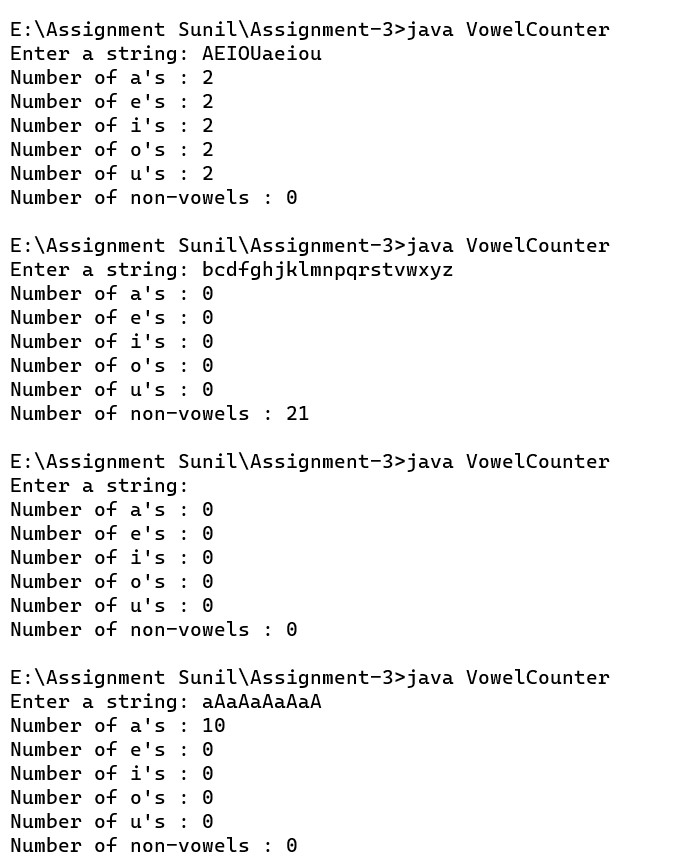 E:\Assignment Sunil\Assignment-3>java VowelCounter
Enter a string: AEIOUaeiou
Number of a's : 2
Number of e's : 2
Number of i's : 2
Number of o's : 2
Number of u's : 2
Number of non-vowels : 0
E:\Assignment Sunil\Assignment-3>java VowelCounter
Enter a string: bcdfghjklmnpqrstvwxyz
Number of a's : 0
Number of e's : 0
Number of i's : 0
Number of o's : 0
Number of u's : 0
Number of non-vowels : 21
E:\Assignment Sunil\Assignment-3>java VowelCounter
Enter a string:
Number of a's : 0
Number of e's : 0
Number of i's : 0
Number of o's : 0
Number of u's : 0
Number of non-vowels : 0
E:\Assignment Sunil\Assignment-3>java VowelCounter
Enter a string: aAaAaAaAaA
Number of a's : 10
Number of e's : 0
Number of i's : 0
Number of o's : 0
Number of u's : 0
Number of non-vowels : 0